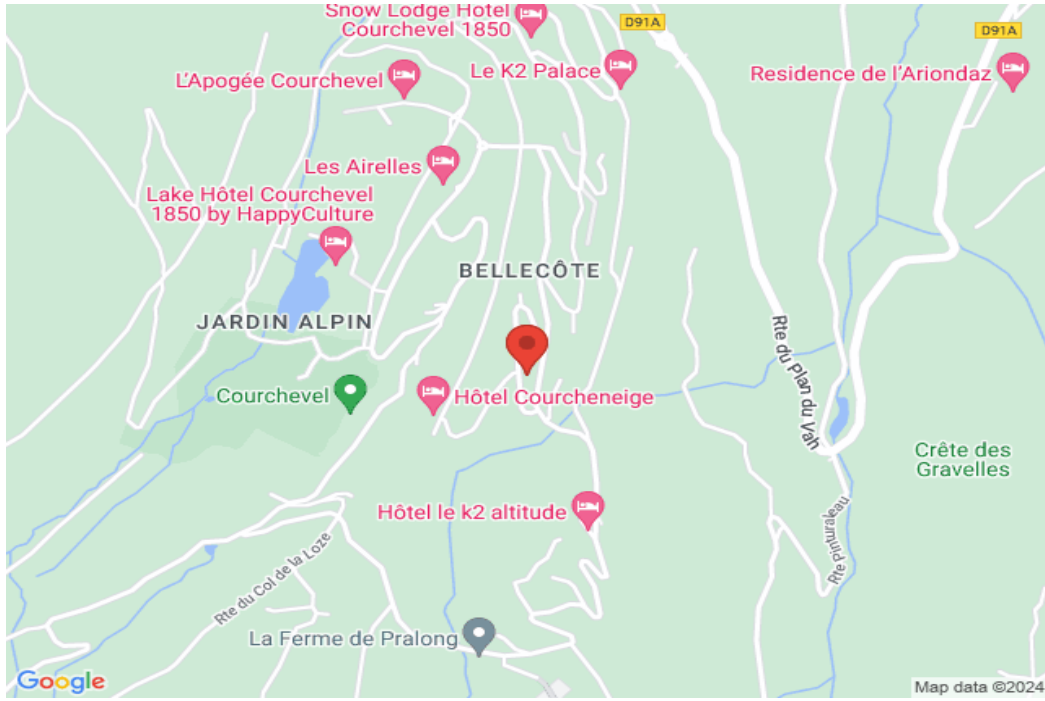 Snow Lodge Hotel
Courchevel 1850
D91A
D91A
L'Apogée Courchevel
Le K2 Palace
Residence de l'Ariondaz
Les Airelles
Lake Hôtel Courchevel
1850 by HappyCulture
BELLECÔTE
JARDIN ALPIN
Rte du Plan du Vah
Courchevel
Hôtel Courcheneige
Crête des
Gravelles
Hôtel le k2 altitude
Rte pinturaleau
Rte du Col de la Loze
La Ferme de Pralong
Google
Map data ©2024